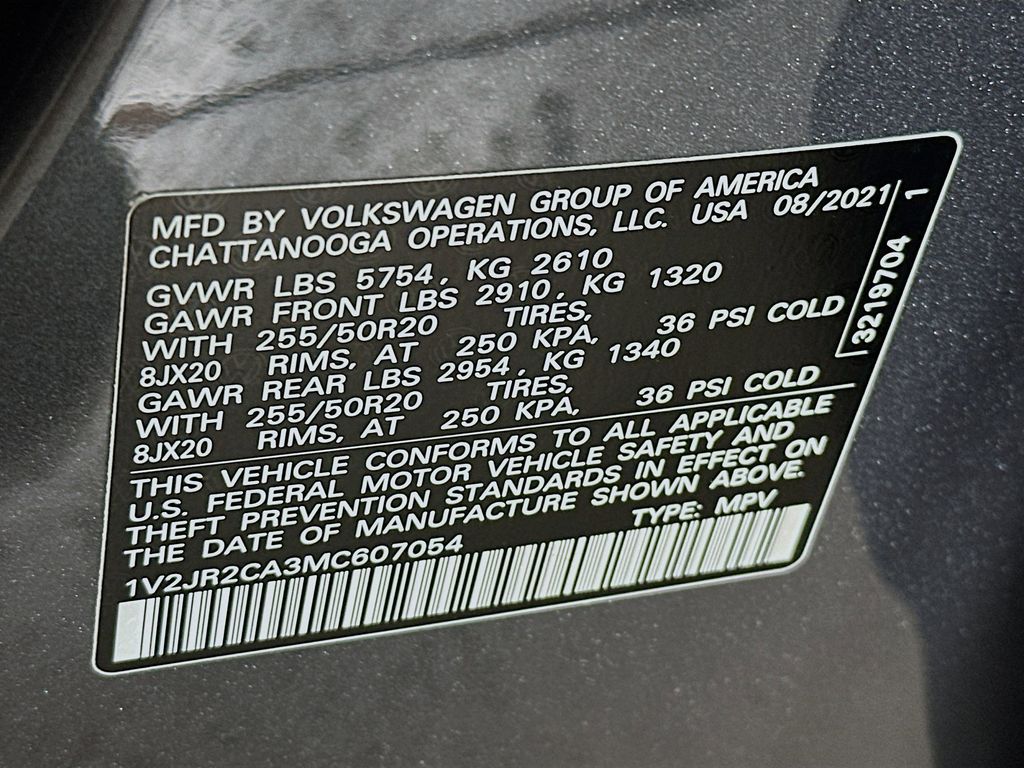 MFD BY VOLKSWAGEN GROUP OF AMERICA
CHATTANOOGA OPERATIONS, LLC. USA 08/2021
GVWR LBS 5754, KG 2610
GAWR FRONT LBS 2910, KG 1320
WITH 255/50R20 TIRES,
8JX20 RIMS, AT 250 KPA, 36 PSI COLD
GAWR REAR LBS 2954, KG 1340
WITH 255/50R20 TIRES,
8JX20 RIMS, AT 250 KPA, 36 PSI COLD
THIS VEHICLE CONFORMS TO ALL APPLICABLE
U.S. FEDERAL MOTOR VEHICLE SAFETY AND
THEFT PREVENTION STANDARDS IN EFFECT ON
THE DATE OF MANUFACTURE SHOWN ABOVE.
1V2JR2CA3MC607054 TYPE: MPV
3219704 1